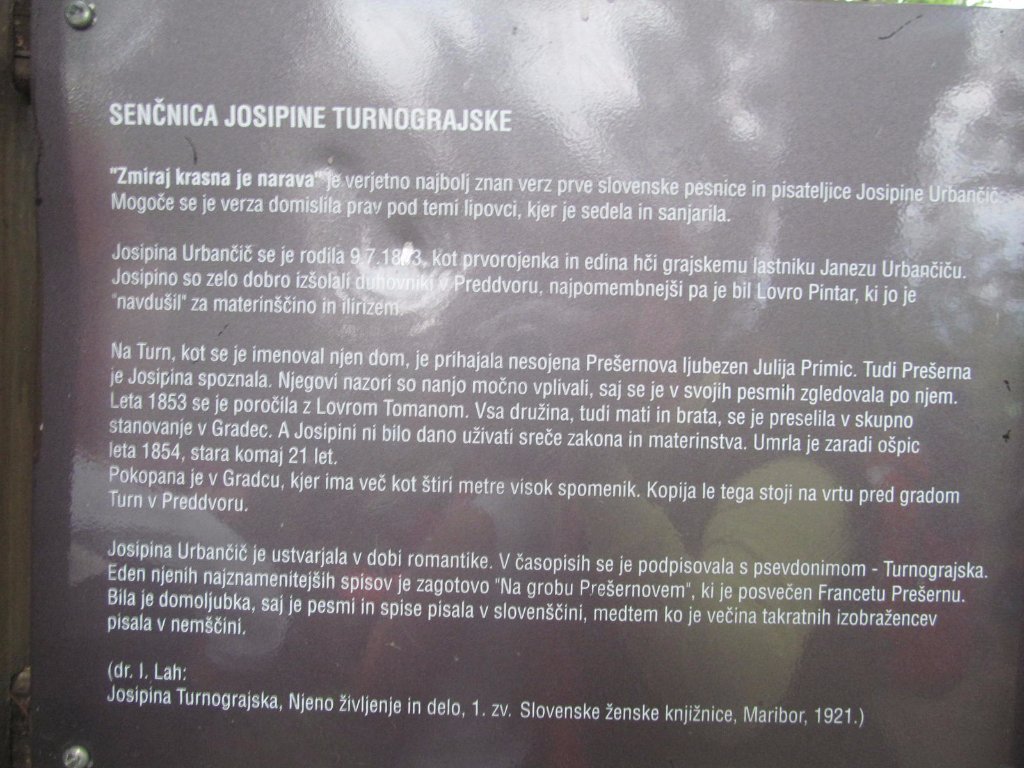 SENČNICA JOSIPINE TURNOGRAJSKE
"Zmiraj krasna je narava" je verjetno najbolj znan verz prve slovenske pesnice in pisateljice Josipine Urbančič.
Mogoče se je verza domislila prav pod temi lipovci, kjer je sedela in sanjarila.
Josipina Urbančič se je rodila 9.7.1833, kot prvorojenka in edina hči grajskemu lastniku Janezu Urbančiču.
Josipino so zelo dobro izšolali duhovniki v Preddvoru, najpomembnejši pa je bil Lovro Pintar, ki jo je
"navdušil" za materinščino in ilirizem.
Na Turn, kot se je imenoval njen dom, je prihajala nesojena Prešernova ljubezen Julija Primic. Tudi Prešerna
je Josipina spoznala. Njegovi nazori so nanjo močno vplivali, saj se je v svojih pesmih zgledovala po njem.
Leta 1853 se je poročila z Lovrom Tomanom. Vsa družina, tudi mati in brata, se je preselila v skupno
stanovanje v Gradec. A Josipini ni bilo dano uživati sreče zakona in materinstva. Umrla je zaradi ošpic
leta 1854, stara komaj 21 let.
Pokopana je v Gradcu, kjer ima več kot štiri metre visok spomenik. Kopija le tega stoji na vrtu pred gradom
Turn v Preddvoru.
Josipina Urbančič je ustvarjala v dobi romantike. V časopisih se je podpisovala s psevdonimom - Turnograjska.
Eden njenih najznamenitejših spisov je zagotovo "Na grobu Prešernovem", ki je posvečen Francetu Prešernu.
Bila je domoljubka, saj je pesmi in spise pisala v slovenščini, medtem ko je večina takratnih izobražencev
pisala v nemščini.
(dr. I. Lah:
Josipina Turnograjska, Njeno življenje in delo, 1. zv. Slovenske ženske knjižnice, Maribor, 1921.)